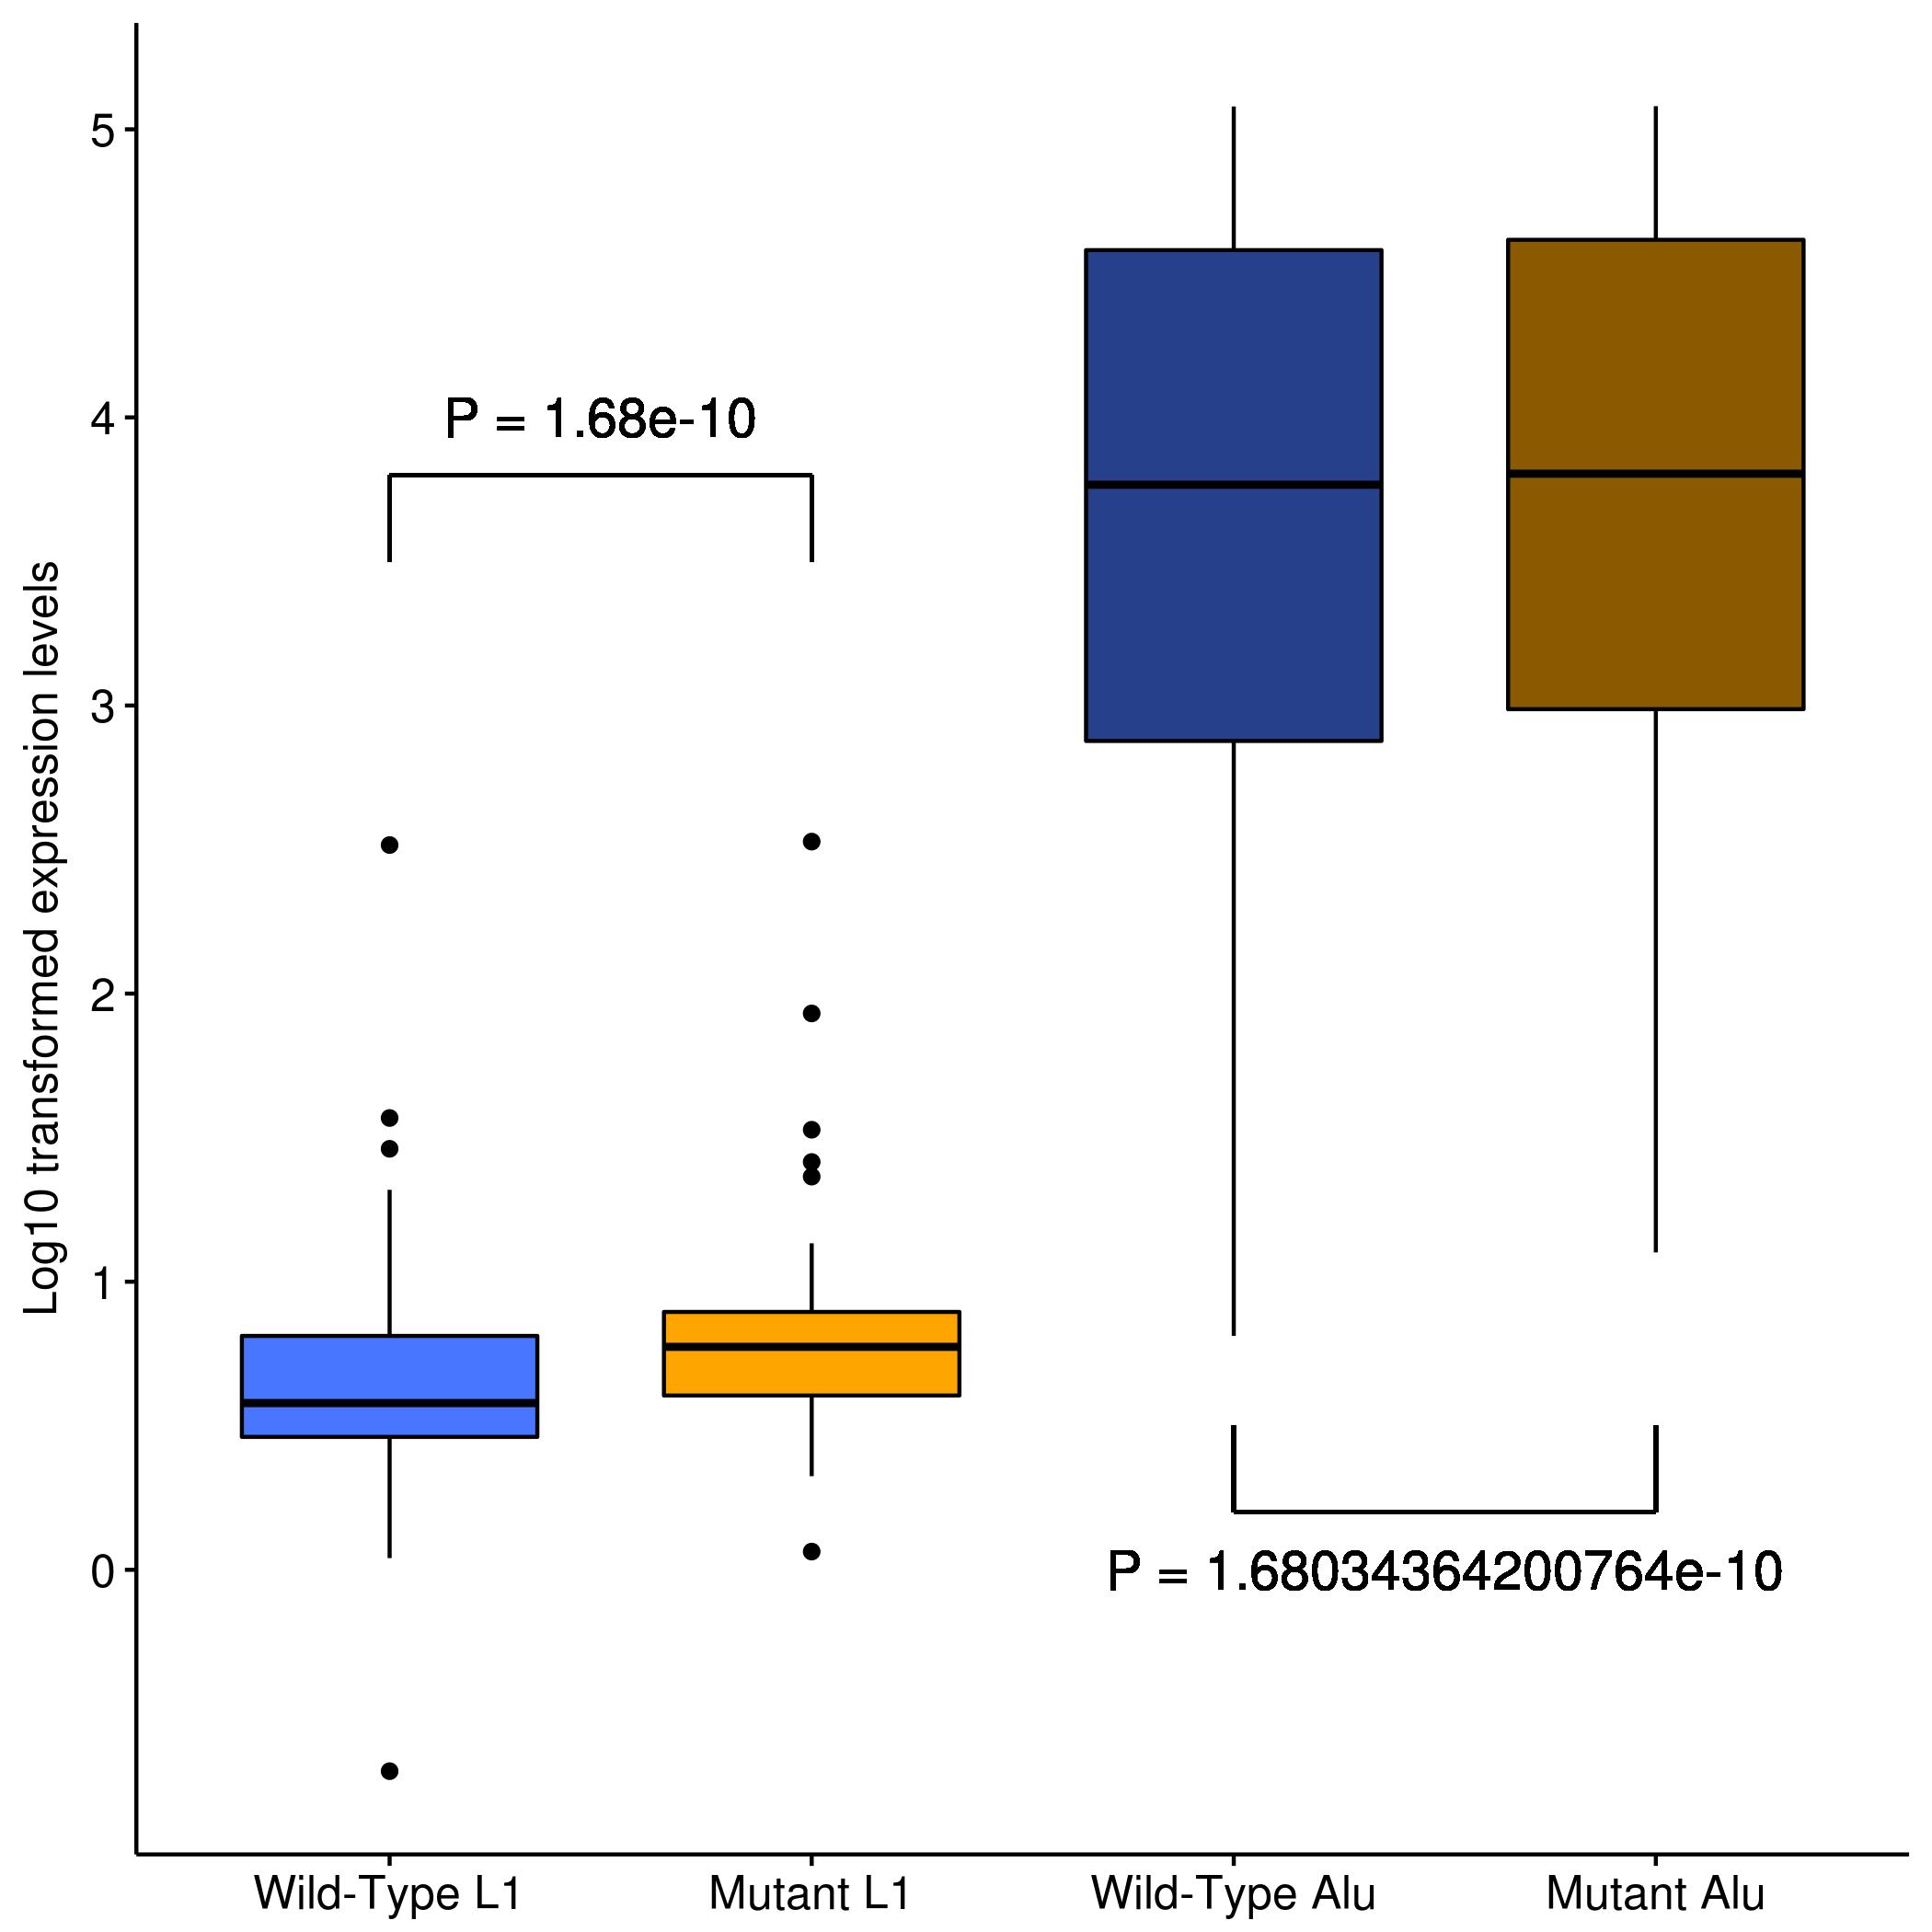 Log10 transformed expression levels
5
4
3
2
1
0
P = 1.68e-10
P = 1.68034364200764e-10
Wild-Type L1
Mutant L1
Wild-Type Alu
Mutant Alu